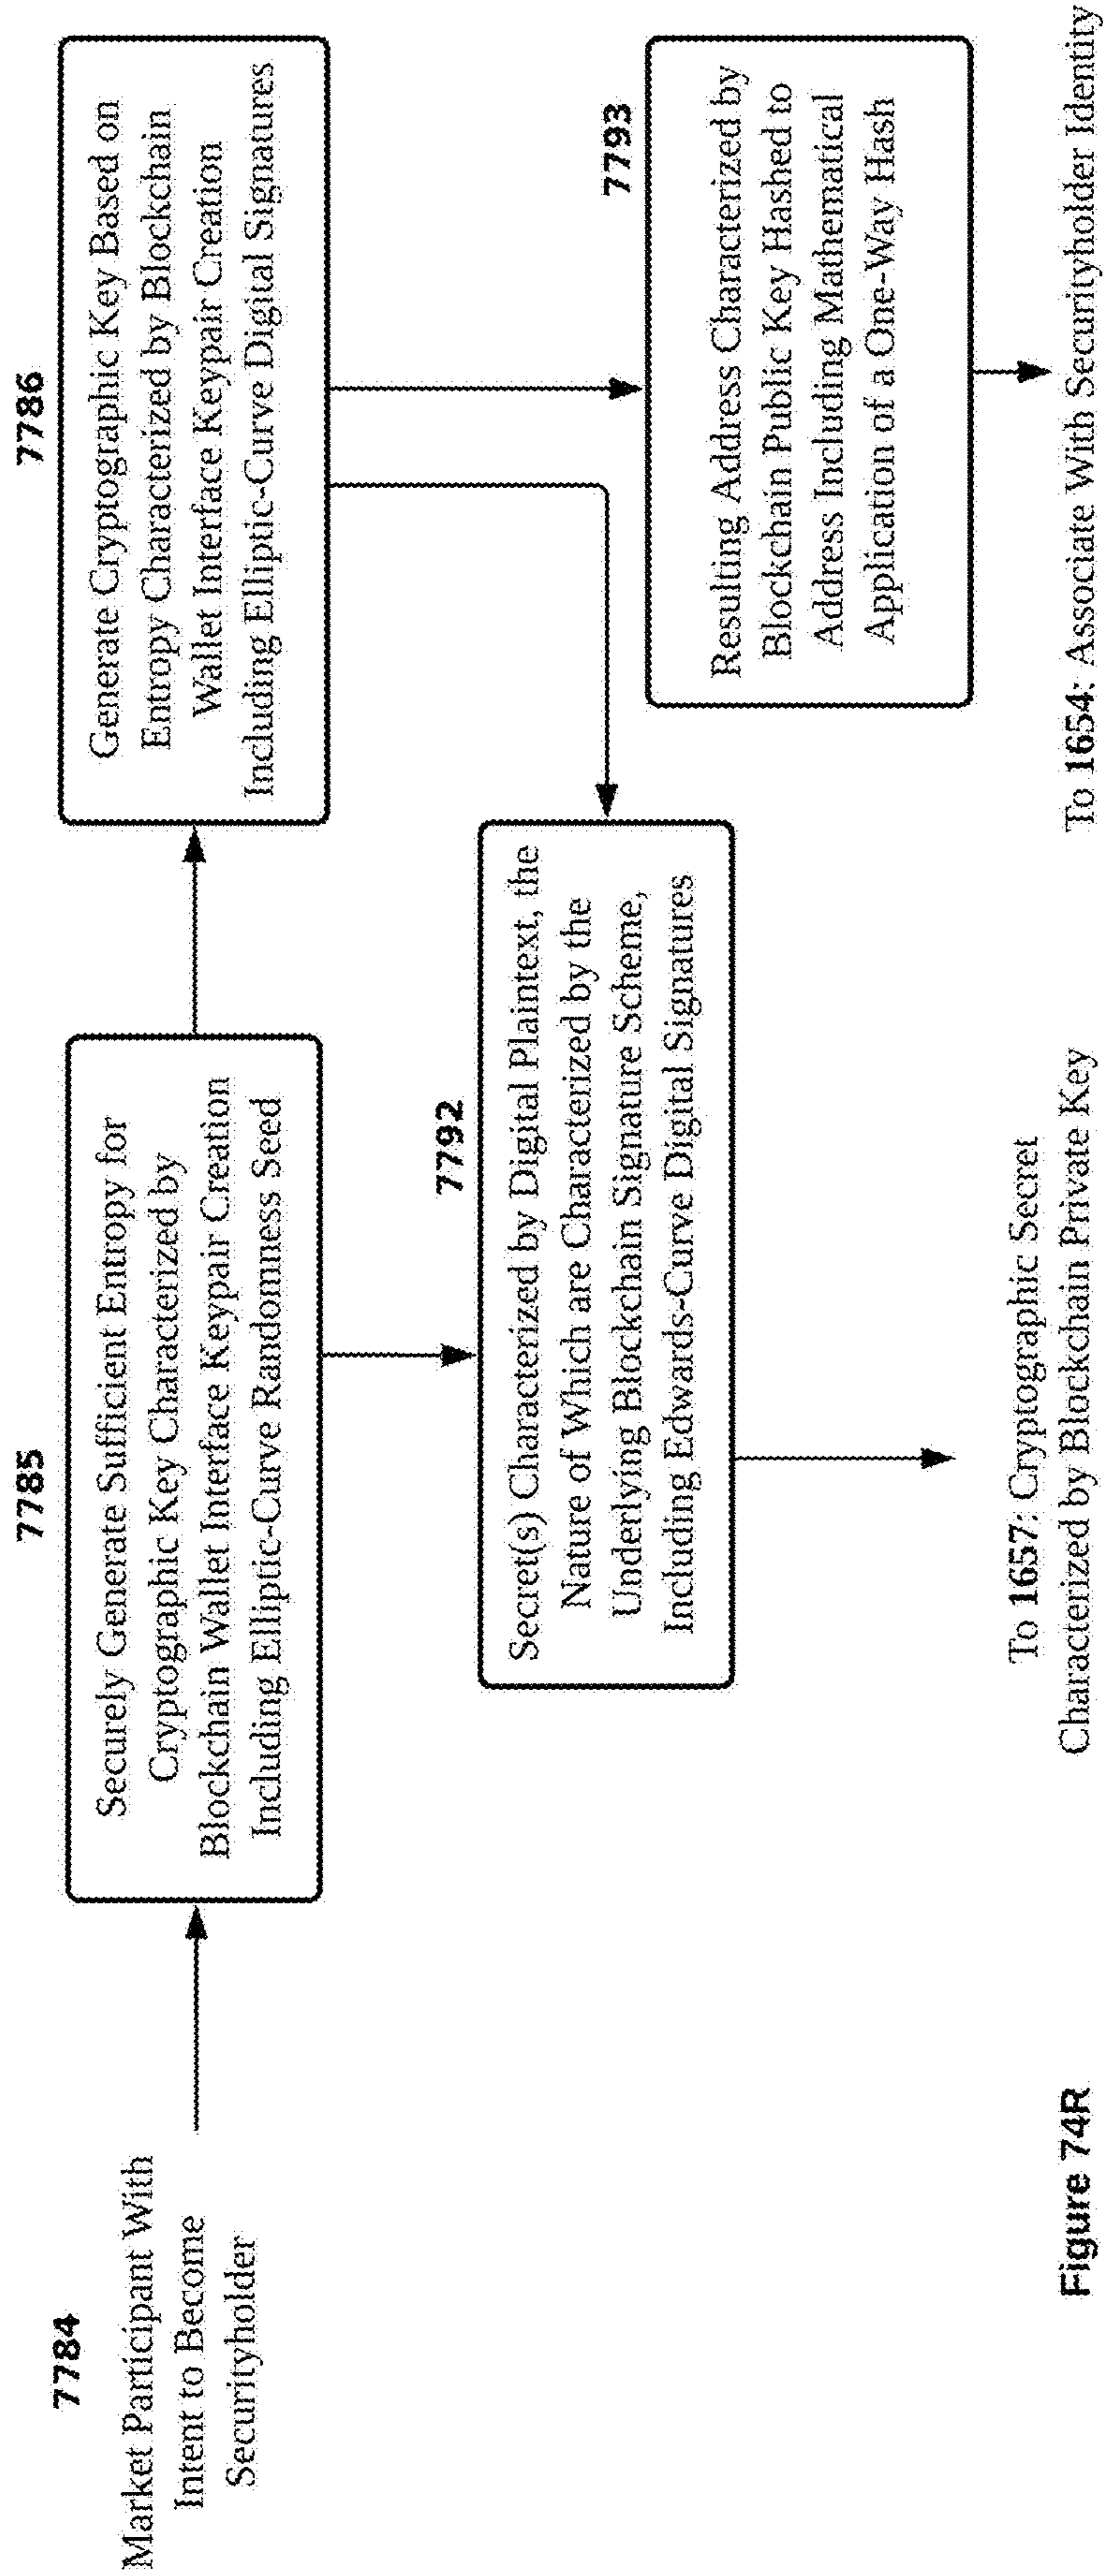 7784
Market Participant With
Intent to Become
Securityholder
7785
Securely Generate Sufficient Entropy for
Cryptographic Key Characterized by
Blockchain Wallet Interface Keypair Creation
Including Elliptic-Curve Randomness Seed
7786
Generate Cryptographic Key Based on
Entropy Characterized by Blockchain
Wallet Interface Keypair Creation
Including Elliptic-Curve Digital Signatures
7792
Secret(s) Characterized by Digital Plaintext, the
Nature of Which are Characterized by the
Underlying Blockchain Signature Scheme,
Including Edwards-Curve Digital Signatures
7793
Resulting Address Characterized by
Blockchain Public Key Hashed to
Address Including Mathematical
Application of a One-Way Hash
To 1657: Cryptographic Secret
Characterized by Blockchain Private Key
To 1654: Associate With Securityholder Identity
Figure 74R